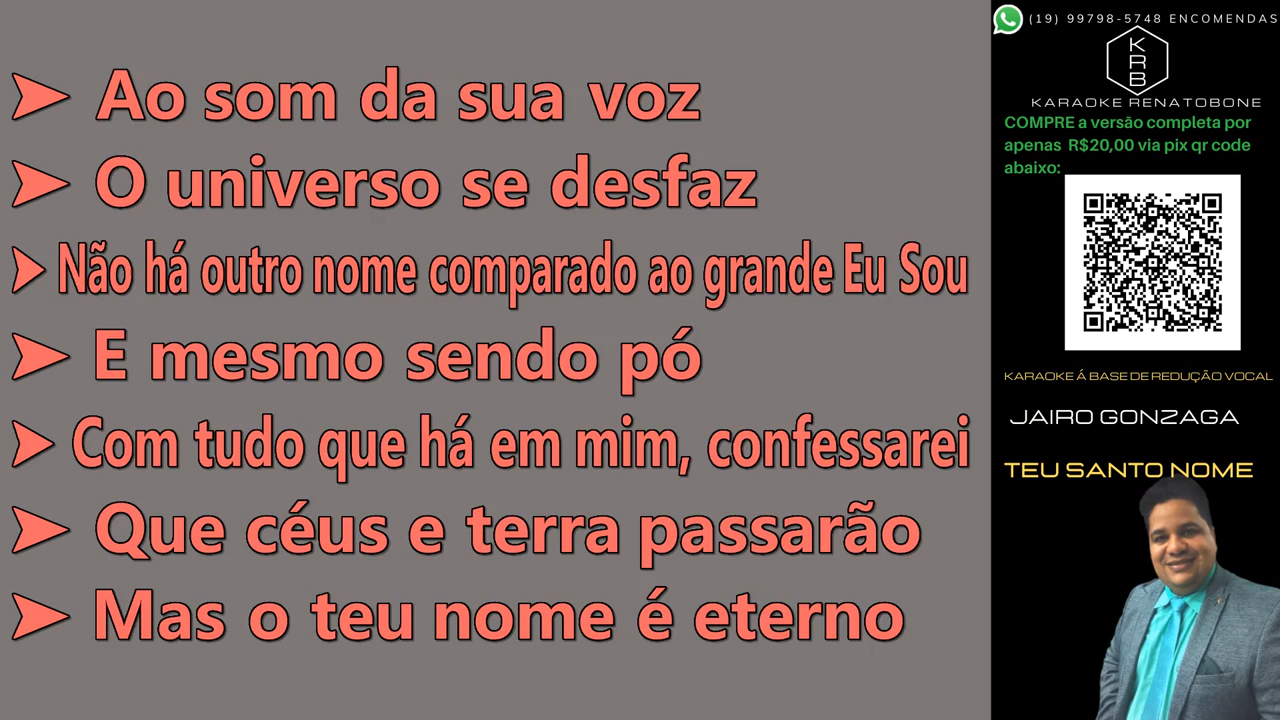 Ao som da sua voz
O universo se desfaz
Não há outro nome comparado ao grande Eu Sou
E mesmo sendo pó
Com tudo que há em mim, confessarei
Que céus e terra passarão
Mas o teu nome é eterno
(19) 99798-5748 ENCOMENDAS
K
R
B
KARAOKE RENATOBONE
COMPRE a versão completa por
apenas R$20,00 via pix qr code
abaixo:
KARAOKE Á BASE DE REDUÇÃO VOCAL
JAIRO GONZAGA
TEU SANTO NOME